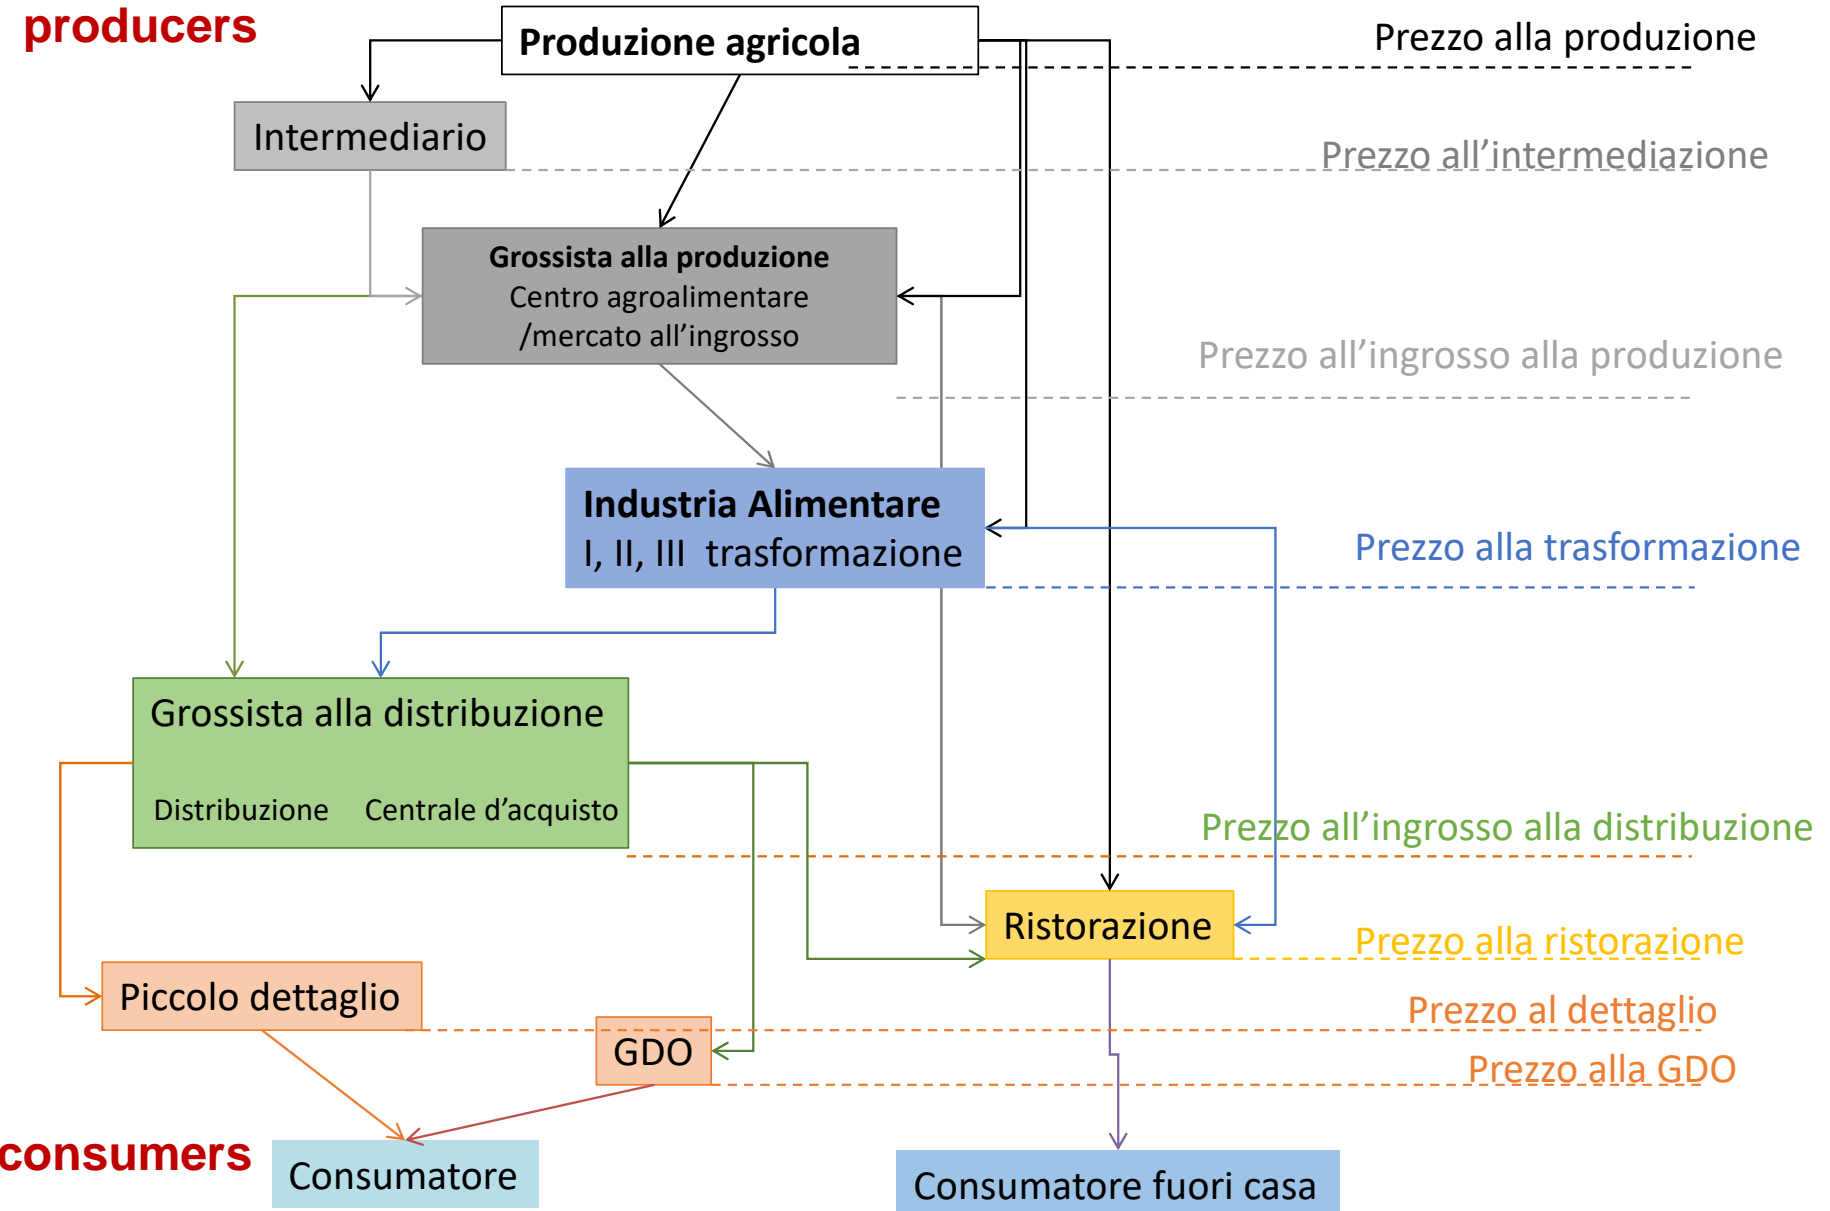 producers
Produzione agricola
Prezzo alla produzione
Intermediario
Prezzo all’intermediazione
Grossista alla produzione
Centro agroalimentare
/mercato all’ingrosso
Prezzo all’ingrosso alla produzione
Industria Alimentare
I, II, III trasformazione
Prezzo alla trasformazione
Grossista alla distribuzione
Distribuzione Centrale d’acquisto
Prezzo all’ingrosso alla distribuzione
Ristorazione
Prezzo alla ristorazione
Piccolo dettaglio
Prezzo al dettaglio
GDO
Prezzo alla GDO
consumers
Consumatore
Consumatore fuori casa